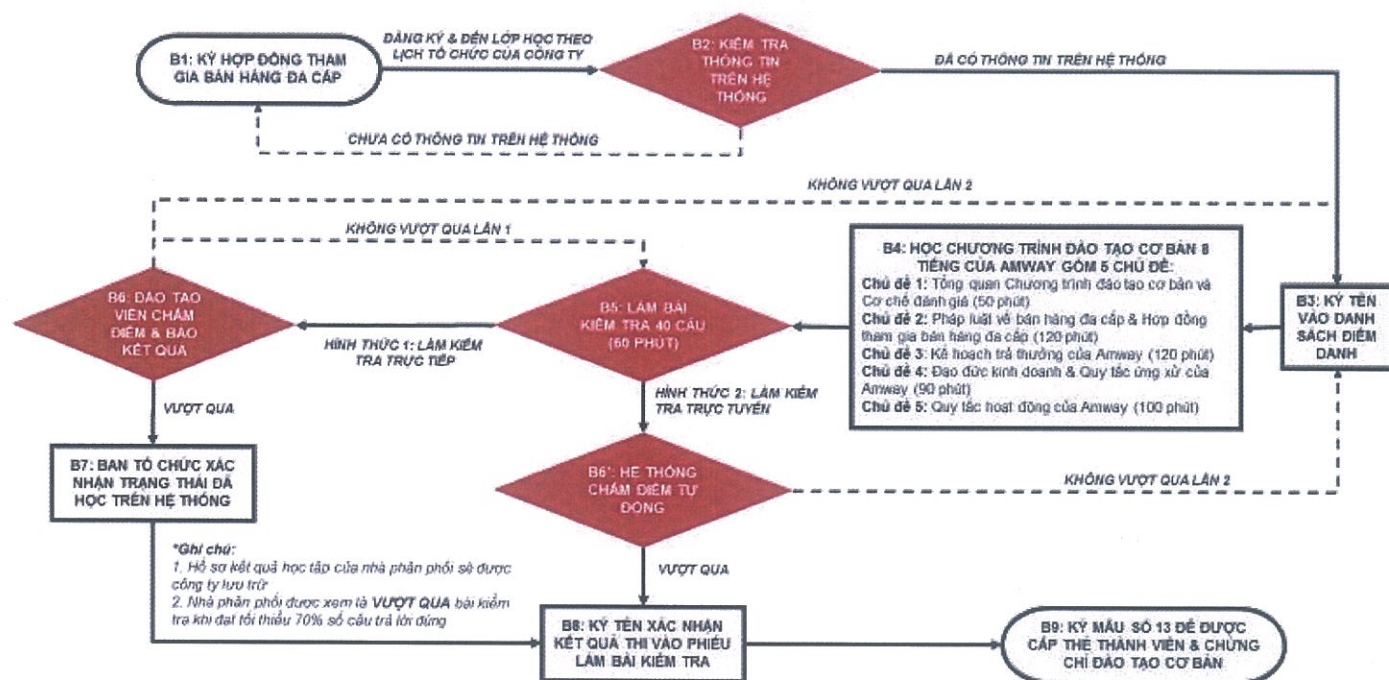 B1: KÝ HỢP ĐỒNG THAM
GIA BÁN HÀNG ĐA CẤP
ĐĂNG KÝ & ĐẾN LỚP HỌC THEO
LỊCH TỔ CHỨC CỦA CÔNG TY
B2: KIỂM TRA
THÔNG TIN
TRÊN HỆ
THỐNG
ĐÃ CÓ THÔNG TIN TRÊN HỆ THỐNG
CHƯA CÓ THÔNG TIN TRÊN HỆ THỐNG
KHÔNG VƯỢT QUA LẦN 2
KHÔNG VƯỢT QUA LẦN 1
B6: ĐÀO TẠO
VIÊN CHẤM
ĐIỂM & BÁO
KẾT QUẢ
HÌNH THỨC 1: LÀM KIỂM
TRA TRỰC TIẾP
B5: LÀM BÀI
KIỂM TRA 40 CÂU
(60 PHÚT)
B4: HỌC CHƯƠNG TRÌNH ĐÀO TẠO CƠ BẢN 8
TIẾNG CỦA AMWAY GỒM 5 CHỦ ĐỀ:
Chủ đề 1: Tổng quan Chương trình đào tạo cơ bản và
Cơ chế đánh giá (50 phút)
Chủ đề 2: Pháp luật về bán hàng đa cấp & Hợp đồng
tham gia bán hàng đa cấp (120 phút)
Chủ đề 3: Kế hoạch trả thưởng của Amway (120 phút)
Chủ đề 4: Đạo đức kinh doanh & Quy tắc ứng xử của
Amway (90 phút)
Chủ đề 5: Quy tắc hoạt động của Amway (100 phút)
B3: KÝ TÊN
VÀO DANH
SÁCH ĐIỂM
DANH
VƯỢT QUA
HÌNH THỨC 2: LÀM KIỂM
TRA TRỰC TUYẾN
B7: BAN TỔ CHỨC XÁC
NHẬN TRẠNG THÁI ĐÃ
HỌC TRÊN HỆ THỐNG
B6': HỆ THỐNG
CHẤM ĐIỂM TỰ
ĐỘNG
KHÔNG VƯỢT QUA LẦN 2
*Ghi chú:
1. Hồ sơ kết quả học tập của nhà phân phối sẽ được
công ty lưu trữ
2. Nhà phân phối được xem là VƯỢT QUA bài kiểm
tra khi đạt tối thiểu 70% số câu trả lời đúng
VƯỢT QUA
B8: KÝ TÊN XÁC NHẬN
KẾT QUẢ THI VÀO PHIẾU
LÀM BÀI KIỂM TRA
B9: KÝ MẪU SỐ 13 ĐỂ ĐƯỢC
CẤP THẺ THÀNH VIÊN & CHỨNG
CHỈ ĐÀO TẠO CƠ BẢN